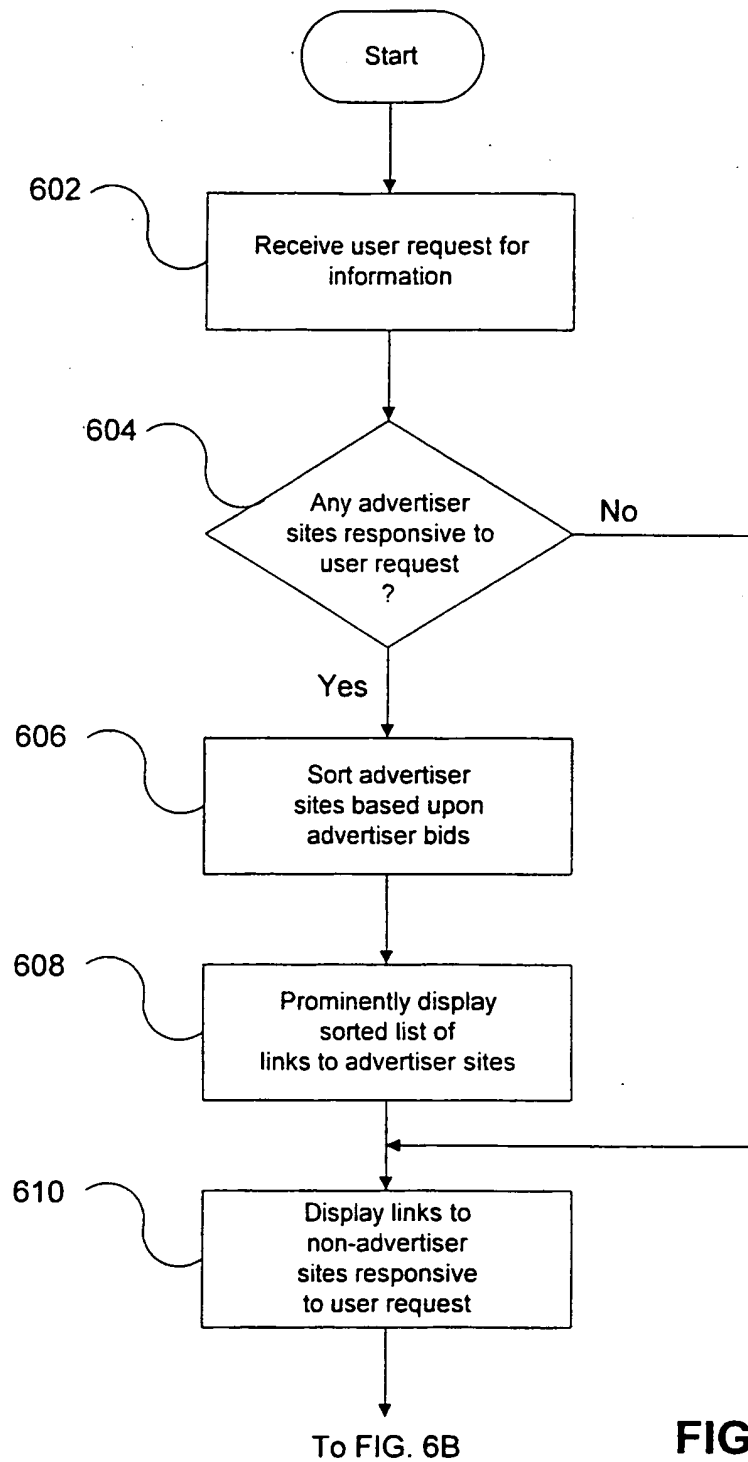 Start
602
Receive user request for
information
604
Any advertiser
sites responsive to
user request
?
No
Yes
606
Sort advertiser
sites based upon
advertiser bids
608
Prominently display
sorted list of
links to advertiser sites
610
Display links to
non-advertiser
sites responsive
to user request
To FIG. 6B
FIG